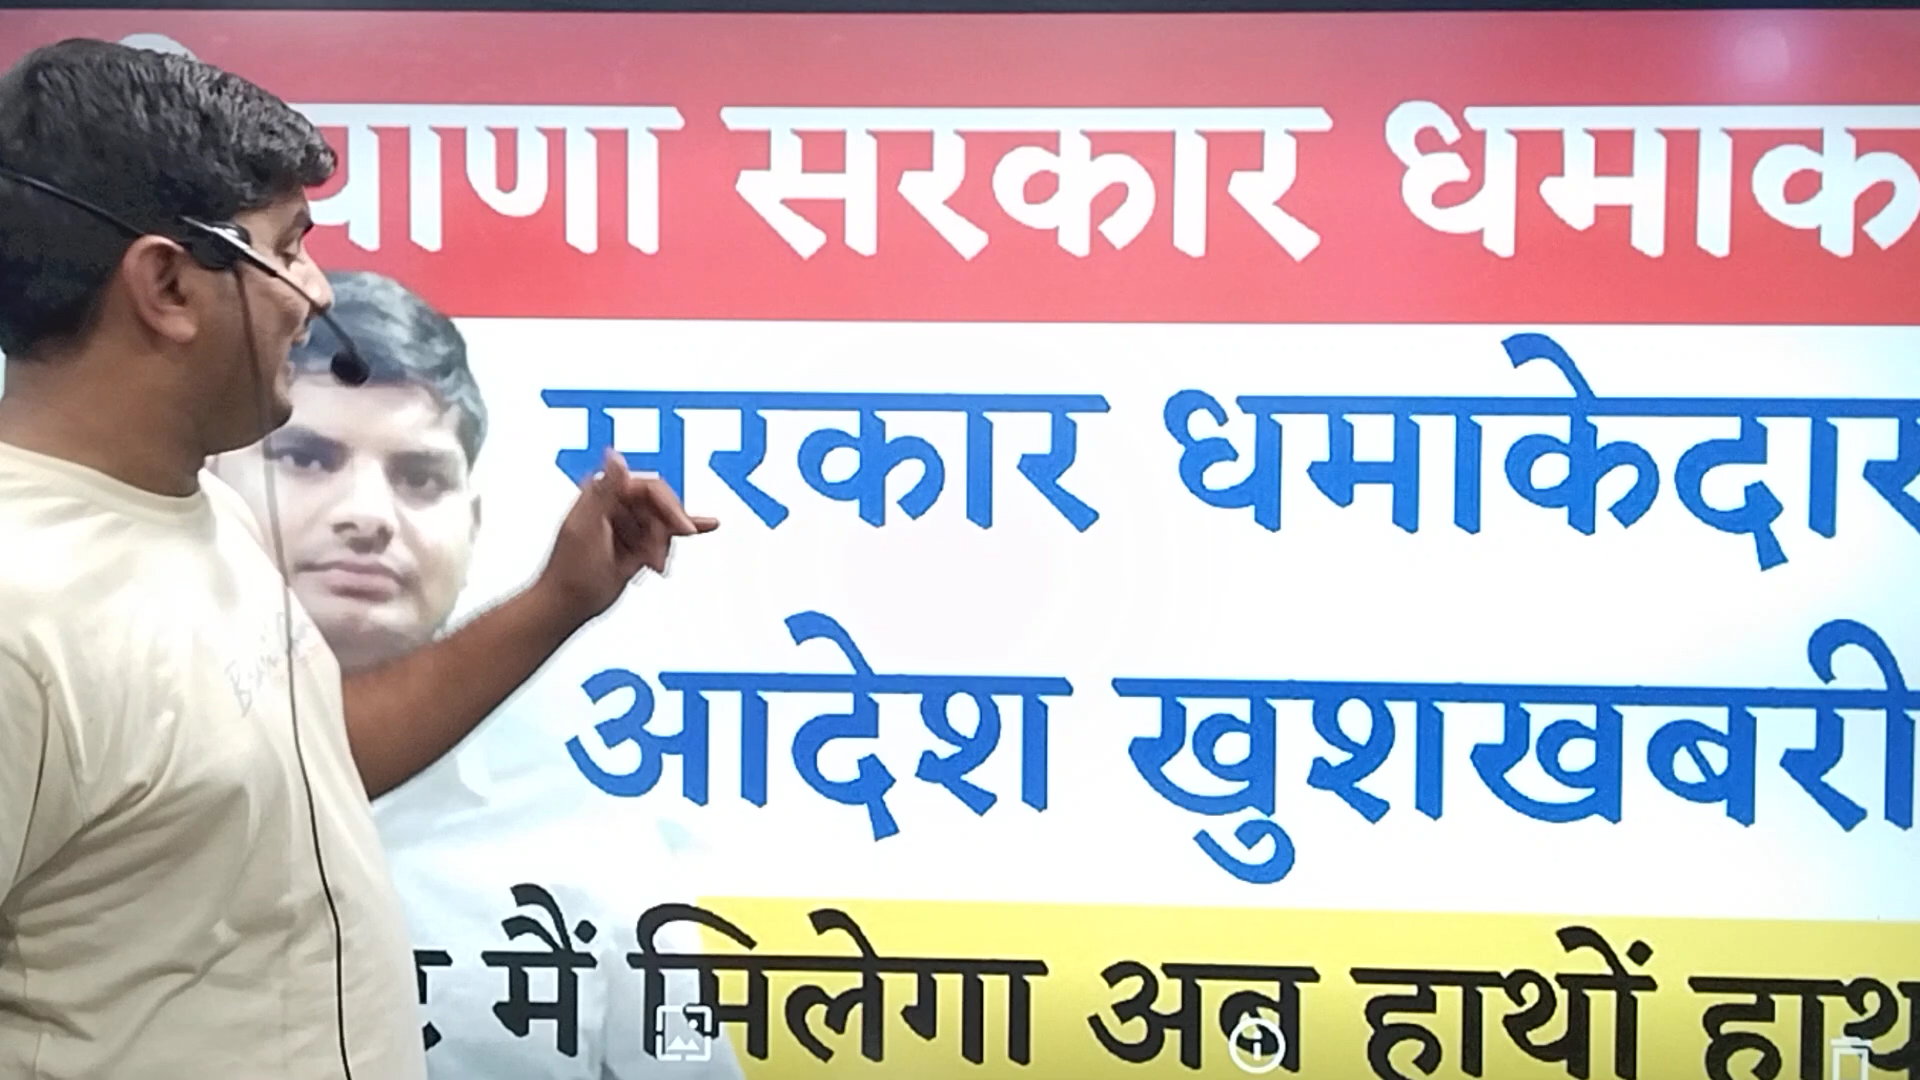 सरकार धमाक
सरकार धमाकेदार
आदेश खुशखबरी
में मिलेगा अब हाथों हाथ